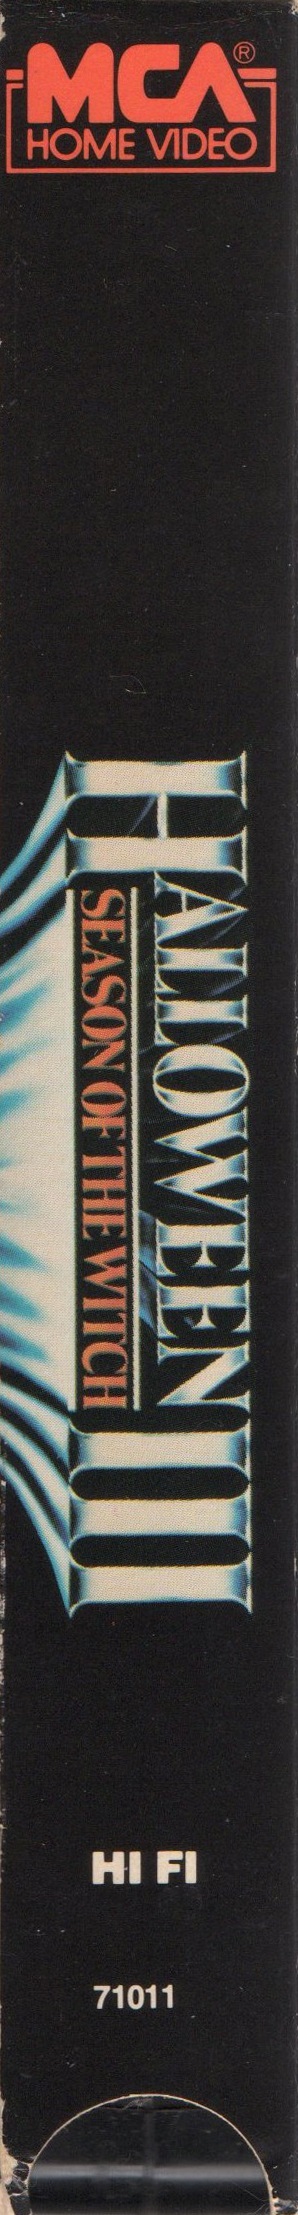 MCA®
HOME VIDEO
HALLOWEEN III
SEASON OF THE WITCH
HI FI
71011